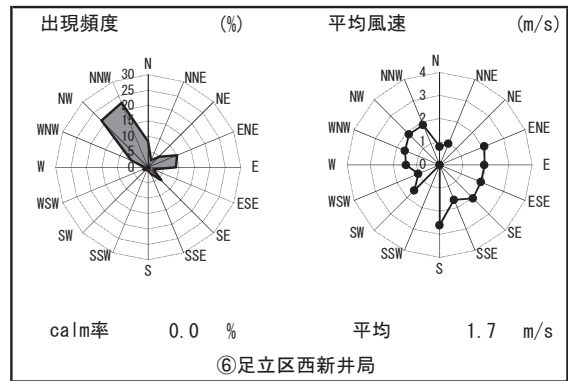 出現頻度 (%)
N
NNW NNE
NW NE
WNW ENE
W E
WSW ESE
SW SE
SSW SSE
S
30
25
20
15
10
5
0
calm率 0.0 %
平均風速 (m/s)
N
NNW NNE
NW NE
WNW ENE
W E
WSW ESE
SW SE
SSW SSE
S
4
3
2
1
0
平均 1.7 m/s
⑥足立区西新井局